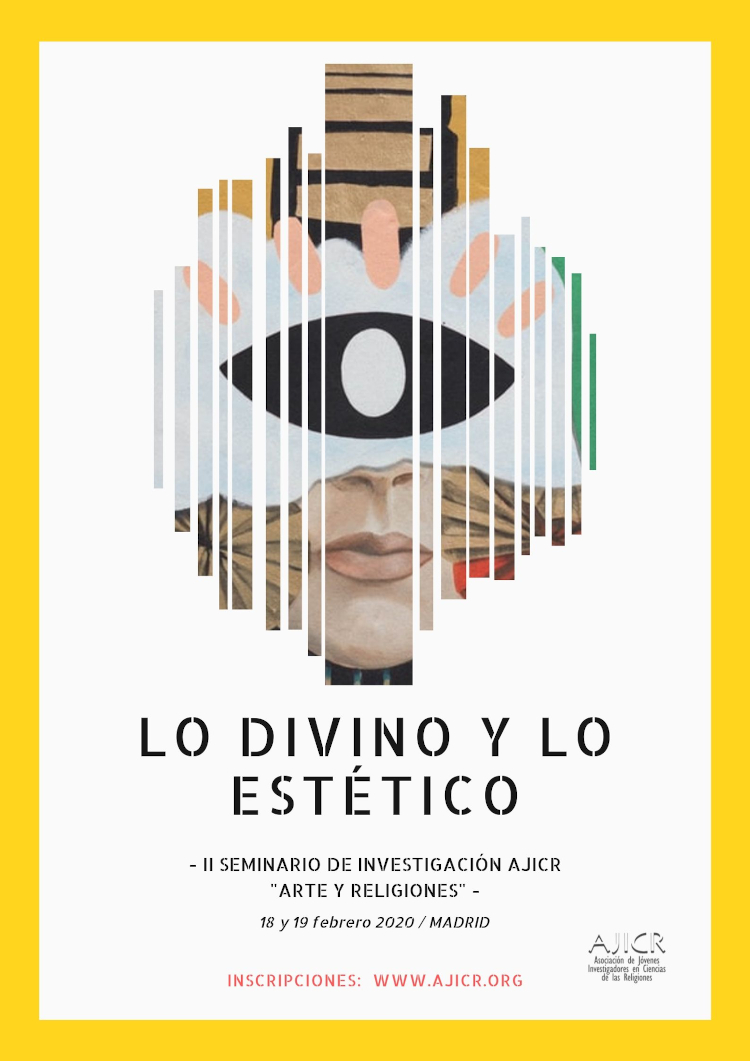 LO DIVINO Y LO
ESTÉTICO
- II SEMINARIO DE INVESTIGACIÓN AJICR
"ARTE Y RELIGIONES" -
18 y 19 febrero 2020 / MADRID
INSCRIPCIONES: WWW.AJICR.ORG
AJICR
Asociación de Jóvenes
Investigadores en Ciencias
de las Religiones